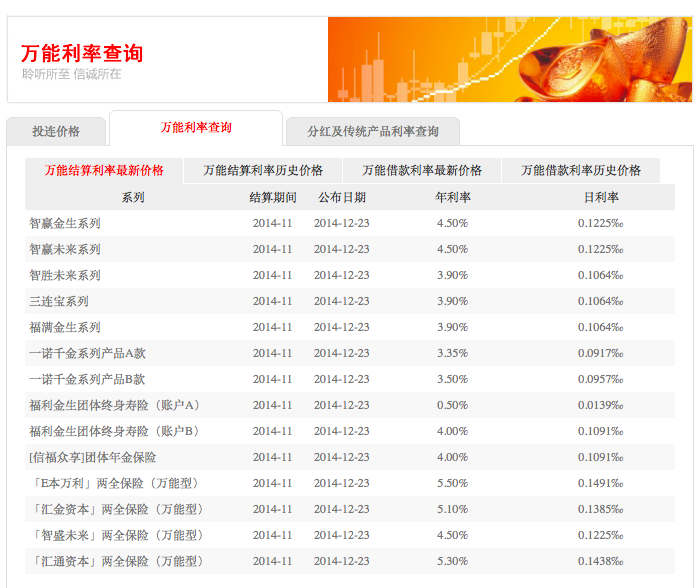 万能利率查询
聆听所至 信诚所在
投连价格 万能利率查询 分红及传统产品利率查询
万能结算利率最新价格 万能结算利率历史价格 万能借款利率最新价格 万能借款利率历史价格
系列 结算期间 公布日期 年利率 日利率
智赢金生系列 2014-11 2014-12-23 4.50% 0.1225‰
智赢未来系列 2014-11 2014-12-23 4.50% 0.1225‰
智胜未来系列 2014-11 2014-12-23 3.90% 0.1064‰
三连宝系列 2014-11 2014-12-23 3.90% 0.1064‰
福满金生系列 2014-11 2014-12-23 3.90% 0.1064‰
一诺千金系列产品A款 2014-11 2014-12-23 3.35% 0.0917‰
一诺千金系列产品B款 2014-11 2014-12-23 3.50% 0.0957‰
福利金生团体终身寿险（账户A） 2014-11 2014-12-23 0.50% 0.0139‰
福利金生团体终身寿险（账户B） 2014-11 2014-12-23 4.00% 0.1091‰
[信福众享]团体年金保险 2014-11 2014-12-23 4.00% 0.1091‰
「E本万利」两全保险（万能型） 2014-11 2014-12-23 5.50% 0.1491‰
「汇金资本」两全保险（万能型） 2014-11 2014-12-23 5.10% 0.1385‰
「智盛未来」两全保险（万能型） 2014-11 2014-12-23 4.50% 0.1225‰
「汇通资本」两全保险（万能型） 2014-11 2014-12-23 5.30% 0.1438‰